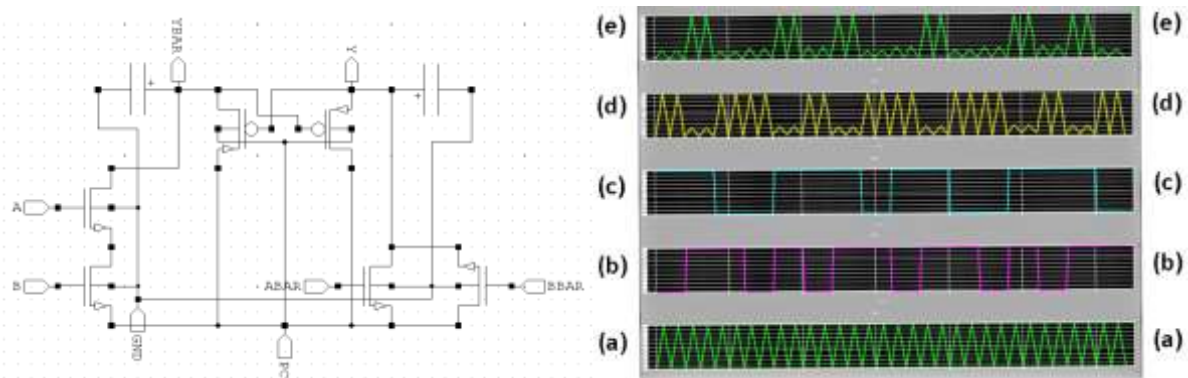 YBAR
Y
+
+
A
B
ABAR
BBAR
GND
PC
(e) (e)
(d) (d)
(c) (c)
(b) (b)
(a) (a)